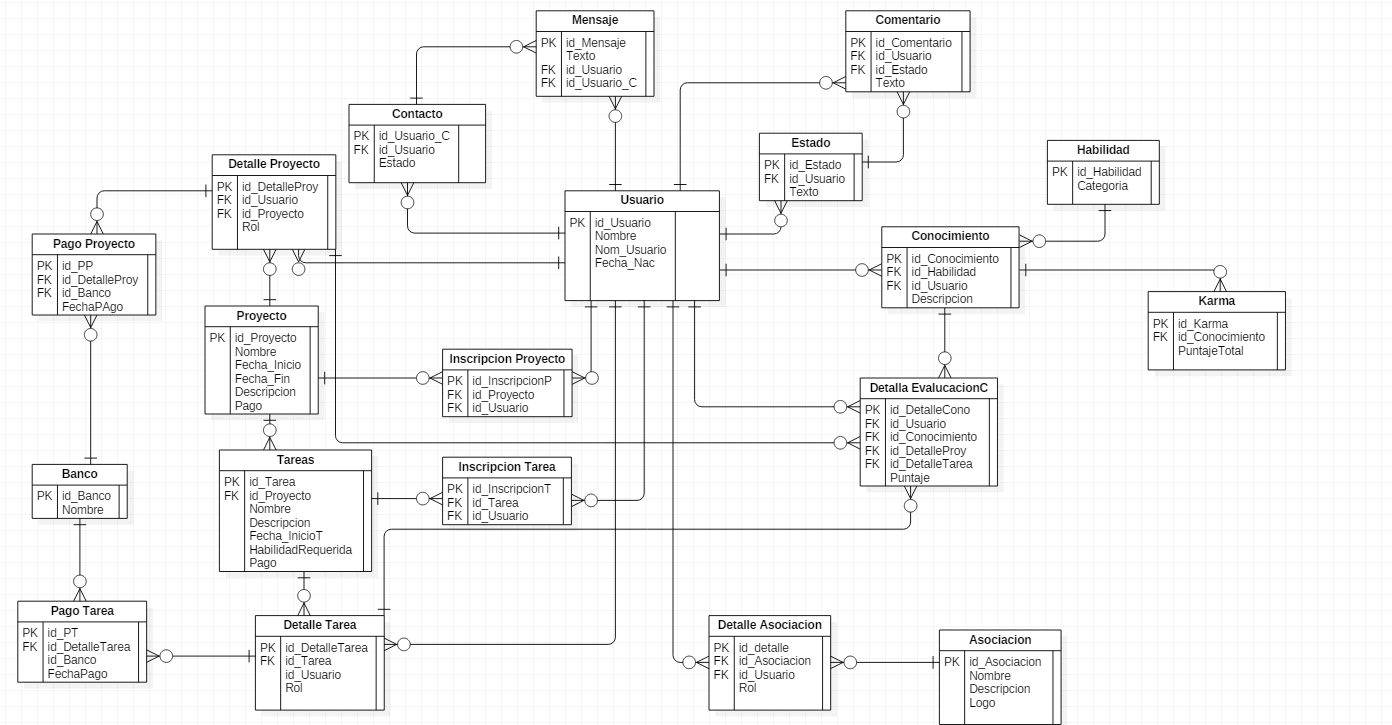 Mensaje
PK id_Mensaje
Texto
FK id_Usuario
FK id_Usuario_C
Comentario
PK id_Comentario
FK id_Usuario
FK id_Estado
Texto
Contacto
PK id_Usuario_C
FK id_Usuario
Estado
Estado
PK id_Estado
FK id_Usuario
Texto
Habilidad
PK id_Habilidad
Categoria
Detalle Proyecto
PK id_DetalleProy
FK id_Usuario
FK id_Proyecto
Rol
Usuario
PK id_Usuario
Nombre
Nom_Usuario
Fecha_Nac
Pago Proyecto
PK id_PP
FK id_DetalleProy
FK id_Banco
FechaPAgo
Conocimiento
PK id_Conocimiento
FK id_Habilidad
FK id_Usuario
Descripcion
Karma
PK id_Karma
FK id_Conocimiento
PuntajeTotal
Proyecto
PK id_Proyecto
Nombre
Fecha_Inicio
Fecha_Fin
Descripcion
Pago
Inscripcion Proyecto
PK id_InscripcionP
FK id_Proyecto
FK id_Usuario
Detalla EvalucacionC
PK id_DetalleCono
FK id_Usuario
FK id_Conocimiento
FK id_DetalleProy
FK id_DetalleTarea
Puntaje
Banco
PK id_Banco
Nombre
Tareas
PK id_Tarea
FK id_Proyecto
Nombre
Descripcion
Fecha_InicioT
HabilidadRequerida
Pago
Inscripcion Tarea
PK id_InscripcionT
FK id_Tarea
FK id_Usuario
Pago Tarea
PK id_PT
FK id_DetalleTarea
id_Banco
FechaPago
Detalle Tarea
PK id_DetalleTarea
FK id_Tarea
id_Usuario
Rol
Detalle Asociacion
PK id_detalle
FK id_Asociacion
FK id_Usuario
Rol
Asociacion
PK id_Asociacion
Nombre
Descripcion
Logo